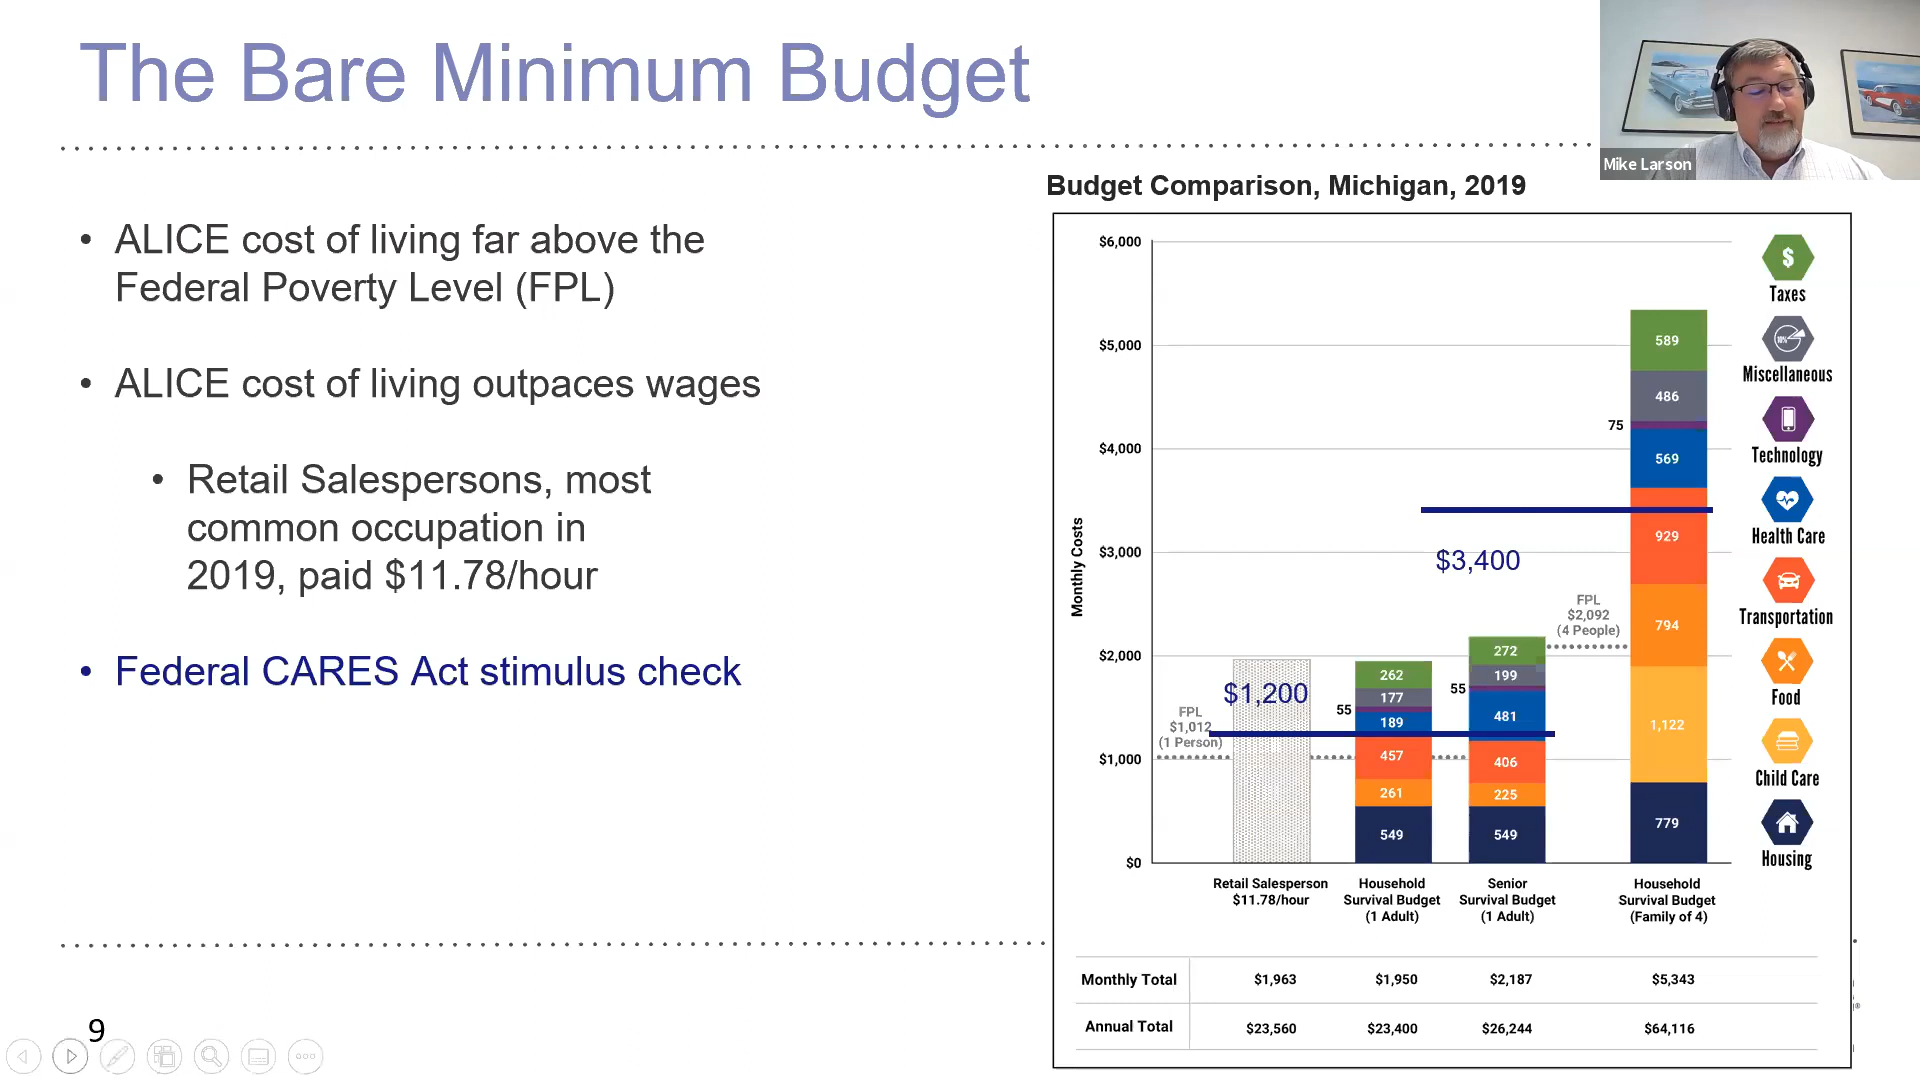 The Bare Minimum Budget
Mike Larson
• ALICE cost of living far above the
Federal Poverty Level (FPL)
• ALICE cost of living outpaces wages
• Retail Salespersons, most
common occupation in
2019, paid $11.78/hour
• Federal CARES Act stimulus check
9
Budget Comparison, Michigan, 2019
Monthly Costs
$6,000
$5,000
$4,000
$3,000
$2,000
$1,000
$0
FPL
$1,012
(1 Person)
$1,200
262
177
55
189
457
261
549
272
199
55
481
406
225
549
$3,400
FPL
$2,092
(4 People)
589
486
75
569
929
794
1,122
779
$
Taxes
10%
Miscellaneous
Technology
Health Care
Transportation
Food
Child Care
Housing
Retail Salesperson
$11.78/hour
Household
Survival Budget
(1 Adult)
Senior
Survival Budget
(1 Adult)
Household
Survival Budget
(Family of 4)
Monthly Total $1,963 $1,950 $2,187 $5,343
Annual Total $23,560 $23,400 $26,244 $64,116